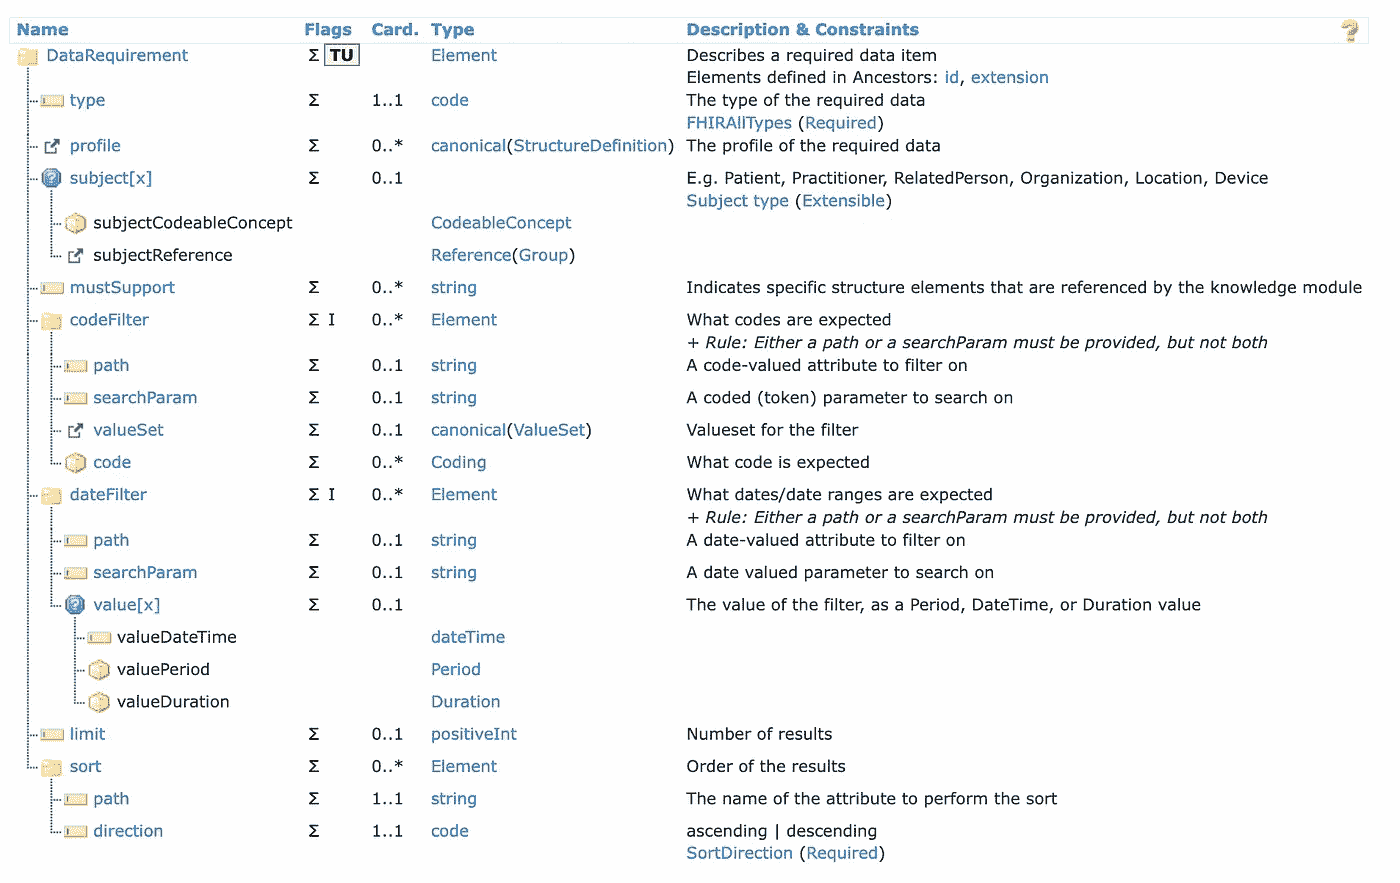 Name Flags Card. Type Description & Constraints
DataRequirement Σ TU Element Describes a required data item
Elements defined in Ancestors: id, extension
type Σ 1..1 code The type of the required data
FHIRAllTypes (Required)
profile Σ 0..* canonical(StructureDefinition) The profile of the required data
subject[x] Σ 0..1 E.g. Patient, Practitioner, RelatedPerson, Organization, Location, Device
Subject type (Extensible)
subjectCodeableConcept CodeableConcept
subjectReference Reference(Group)
mustSupport Σ 0..* string Indicates specific structure elements that are referenced by the knowledge module
codeFilter Σ I 0..* Element What codes are expected
+ Rule: Either a path or a searchParam must be provided, but not both
path Σ 0..1 string A code-valued attribute to filter on
searchParam Σ 0..1 string A coded (token) parameter to search on
valueSet Σ 0..1 canonical(ValueSet) Valueset for the filter
code Σ 0..* Coding What code is expected
dateFilter Σ I 0..* Element What dates/date ranges are expected
+ Rule: Either a path or a searchParam must be provided, but not both
path Σ 0..1 string A date-valued attribute to filter on
searchParam Σ 0..1 string A date valued parameter to search on
value[x] Σ 0..1 The value of the filter, as a Period, DateTime, or Duration value
valueDateTime dateTime
valuePeriod Period
valueDuration Duration
limit Σ 0..1 positiveInt Number of results
sort Σ 0..* Element Order of the results
path Σ 1..1 string The name of the attribute to perform the sort
direction Σ 1..1 code ascending | descending
SortDirection (Required)